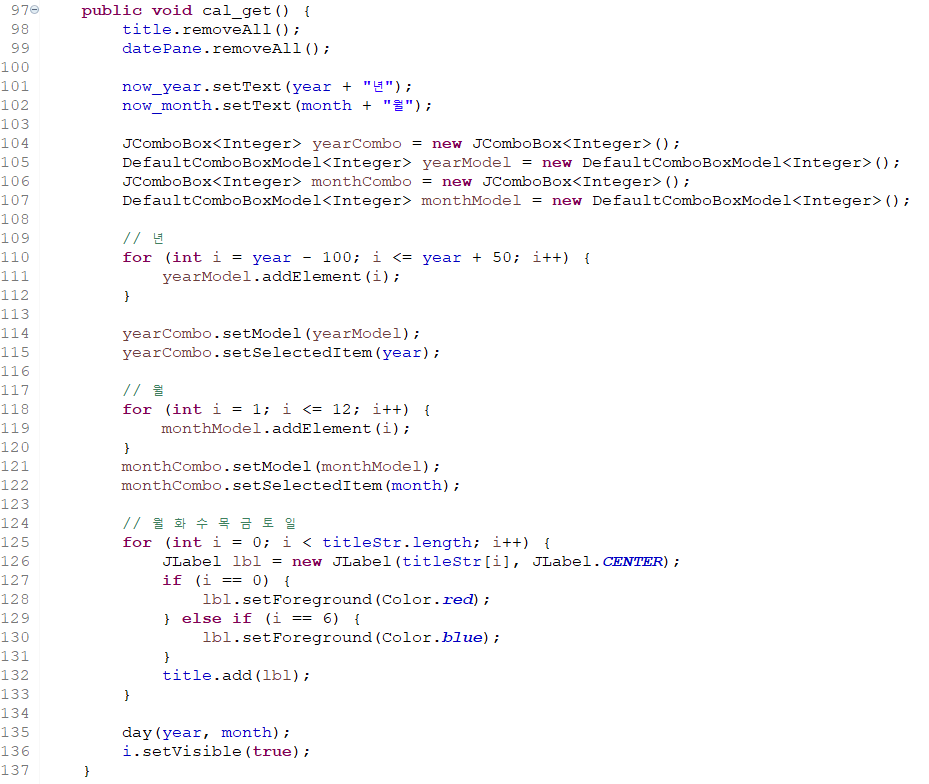 97 public void cal_get() {
98 title.removeAll();
99 datePane.removeAll();
100
101 now_year.setText(year + "년");
102 now_month.setText(month + "월");
103
104 JComboBox<Integer> yearCombo = new JComboBox<Integer>();
105 DefaultComboBoxModel<Integer> yearModel = new DefaultComboBoxModel<Integer>();
106 JComboBox<Integer> monthCombo = new JComboBox<Integer>();
107 DefaultComboBoxModel<Integer> monthModel = new DefaultComboBoxModel<Integer>();
108
109 // 년
110 for (int i = year - 100; i <= year + 50; i++) {
111 yearModel.addElement(i);
112 }
113
114 yearCombo.setModel(yearModel);
115 yearCombo.setSelectedItem(year);
116
117 // 월
118 for (int i = 1; i <= 12; i++) {
119 monthModel.addElement(i);
120 }
121 monthCombo.setModel(monthModel);
122 monthCombo.setSelectedItem(month);
123
124 // 월 화 수 목 금 토 일
125 for (int i = 0; i < titleStr.length; i++) {
126 JLabel lbl = new JLabel(titleStr[i], JLabel.CENTER);
127 if (i == 0) {
128 lbl.setForeground(Color.red);
129 } else if (i == 6) {
130 lbl.setForeground(Color.blue);
131 }
132 title.add(lbl);
133 }
134
135 day(year, month);
136 i.setVisible(true);
137 }